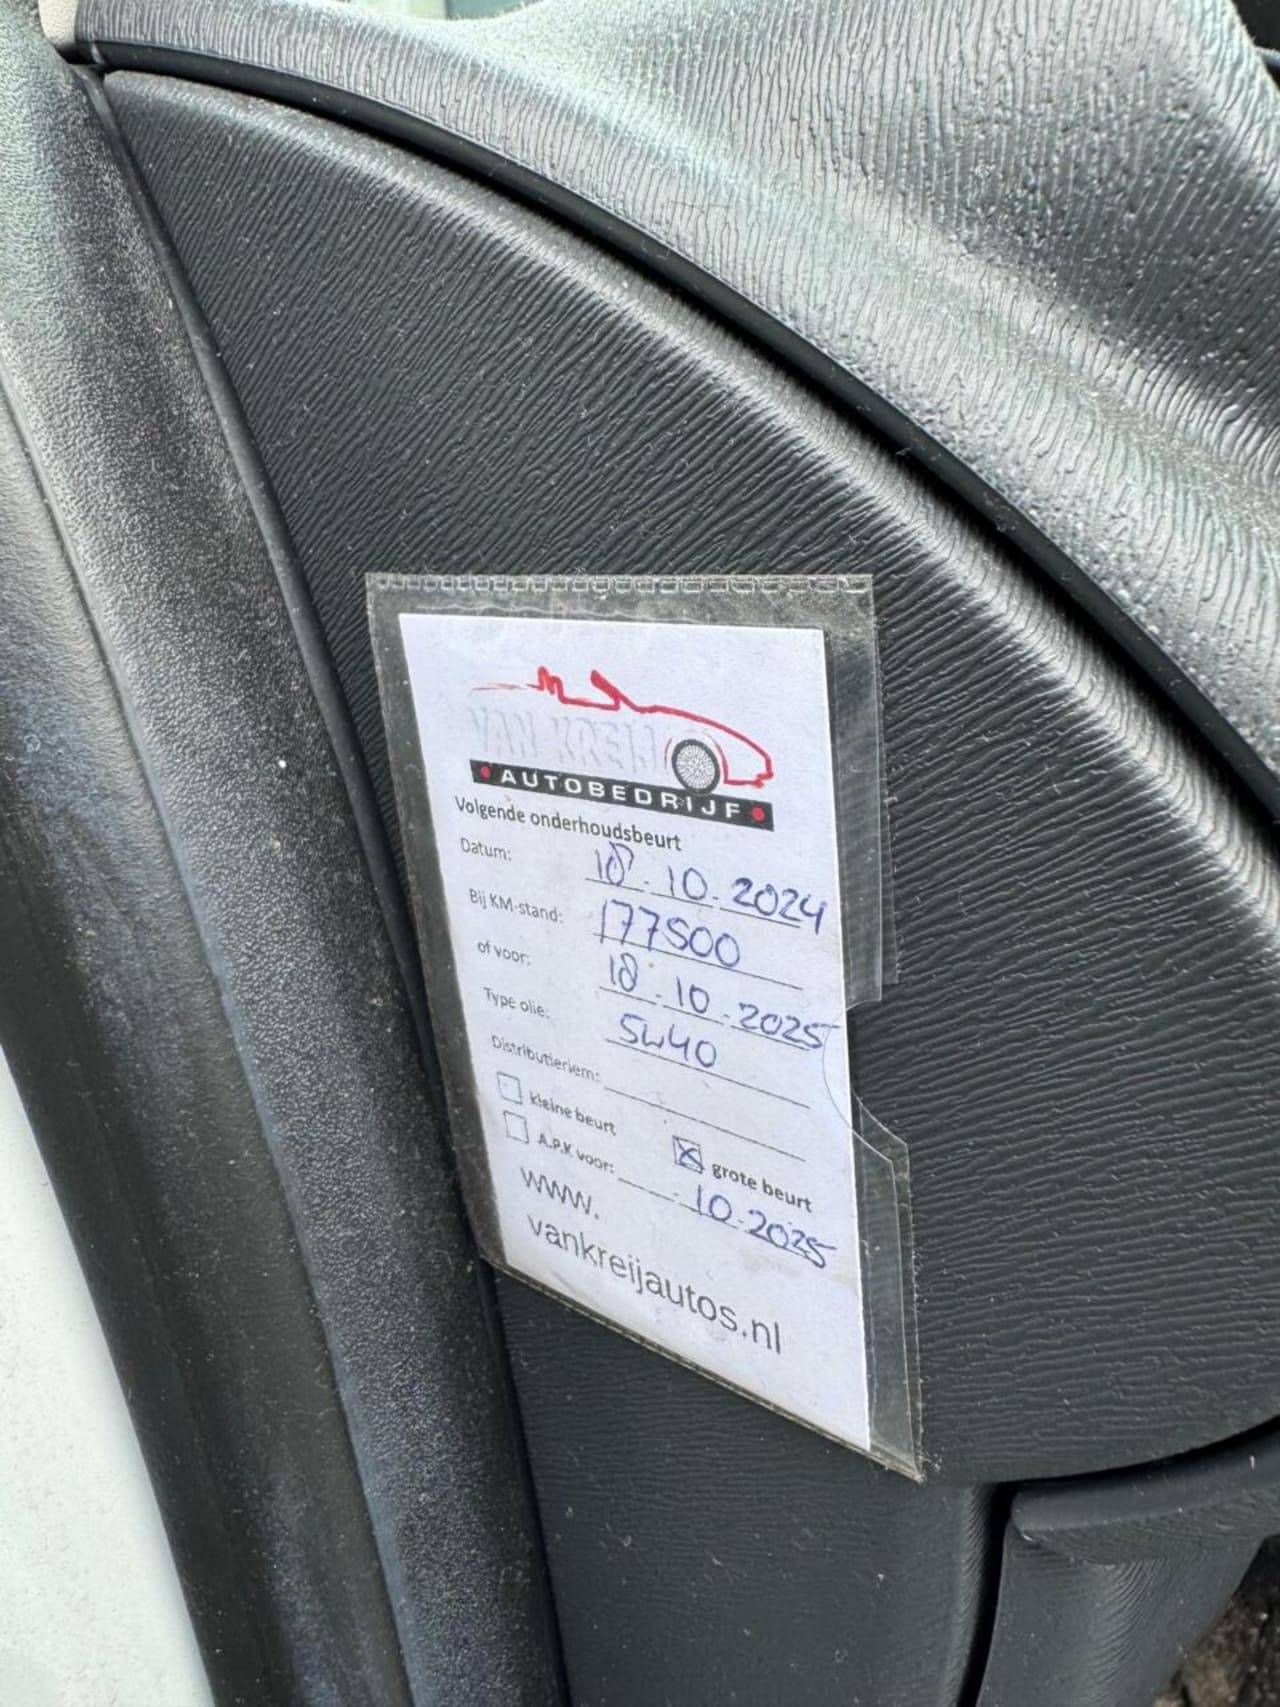 VAN KREIJ
AUTOBEDRIJF
Volgende onderhoudsbeurt
Datum: 18.10.2024
Bij KM-stand: 177500
of voor: 18.10.2025
Type olie: 5w40
Distributieriem:
kleine beurt grote beurt
A.P.K voor: 10.2025
www.
vankreijautos.nl